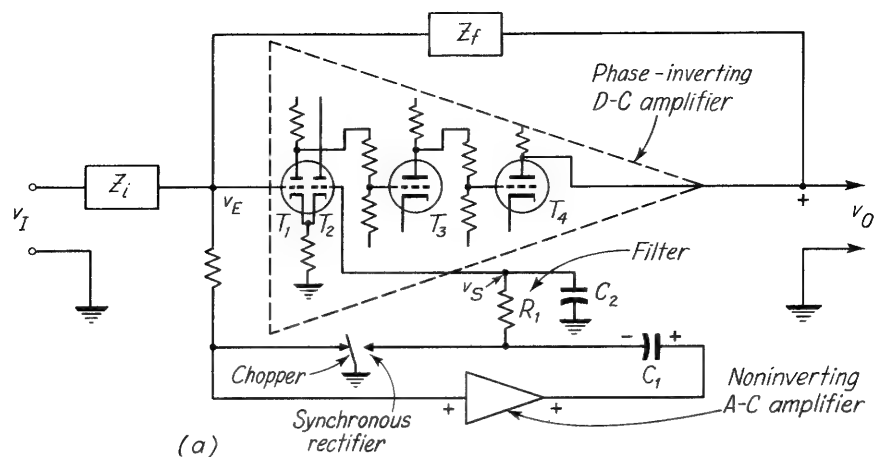 Z_f
Phase-inverting
D-C amplifier
Z_i
v_I
v_E
T_1
T_2
T_3
T_4
+
v_O
Filter
v_S
R_1
C_2
- +
C_1
Chopper
Synchronous
rectifier
+ +
Noninverting
A-C amplifier
(a)